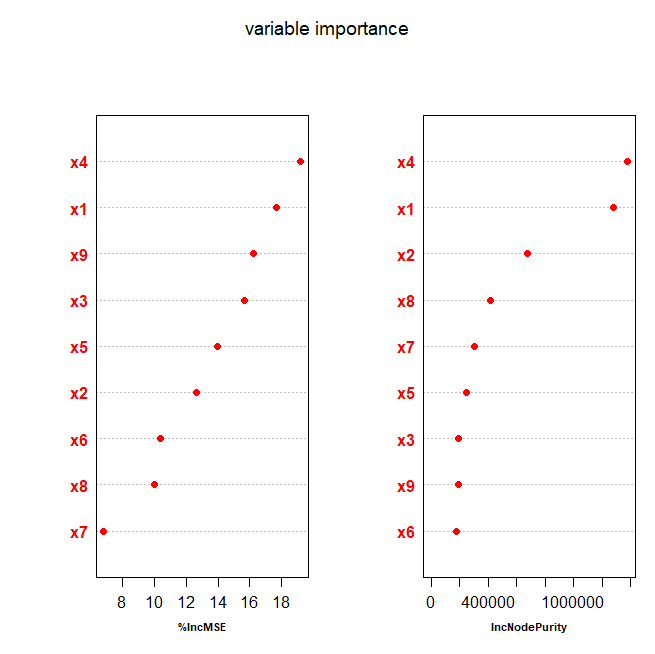 variable importance
x4
x1
x9
x3
x5
x2
x6
x8
x7
8 10 12 14 16 18
%IncMSE
x4
x1
x2
x8
x7
x5
x3
x9
x6
0 400000 1000000
IncNodePurity